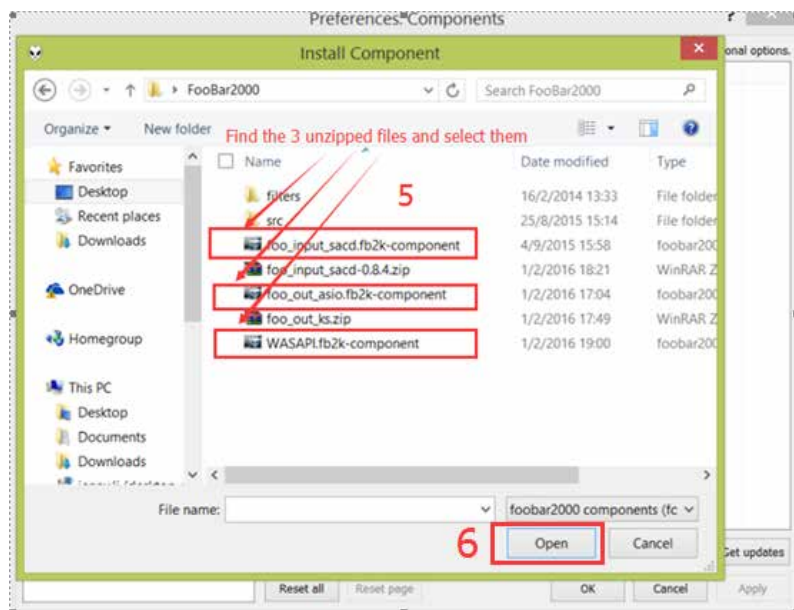 Preferences: Components
?
Install Component
onal options.
FooBar2000
Search FooBar2000
Organize
New folder
Find the 3 unzipped files and select them
Name
Date modified
Type
Favorites
Desktop
Recent places
Downloads
OneDrive
Homegroup
This PC
Desktop
Documents
Downloads
5
filters 16/2/2014 13:33 File folder
src 25/8/2015 15:14 File folder
foo_input_sacd.fb2k-component 4/9/2015 15:58 foobar200
foo_input_sacd-0.8.4.zip 1/2/2016 18:21 WinRAR Z
foo_out_asio.fb2k-component 1/2/2016 17:04 foobar200
foo_out_ks.zip 1/2/2016 17:49 WinRAR Z
WASAPI.fb2k-component 1/2/2016 19:00 foobar200
File name:
foobar2000 components (fc
6
Open
Cancel
Get updates
Reset all
Reset page
OK
Cancel
Apply